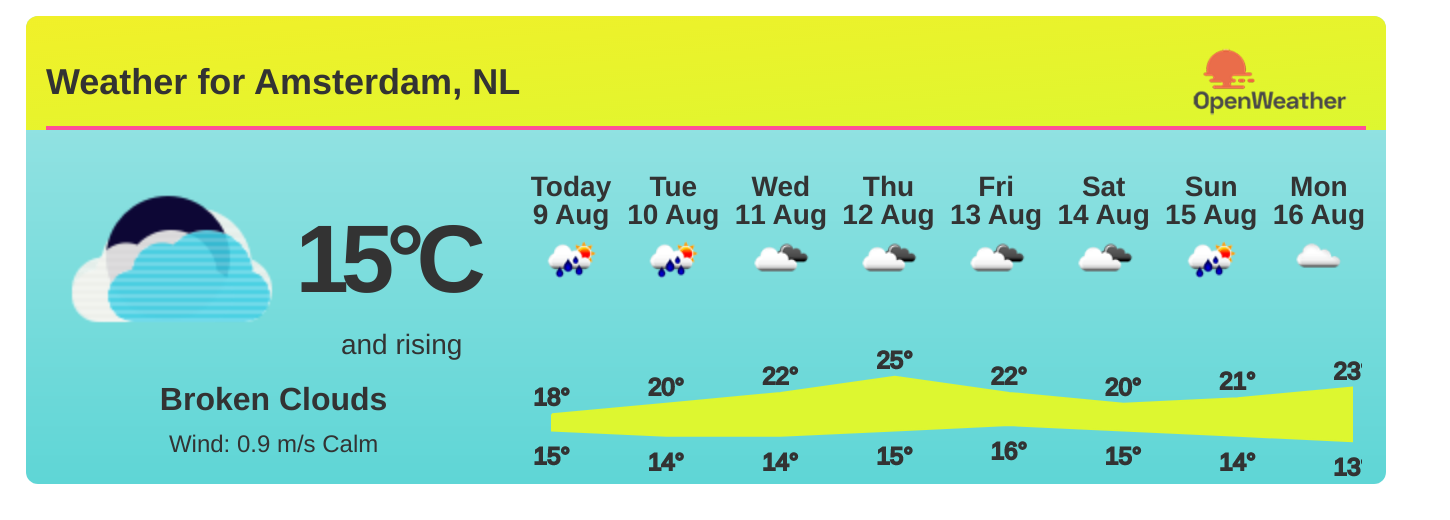 Weather for Amsterdam, NL
OpenWeather
15°C
and rising
Broken Clouds
Wind: 0.9 m/s Calm
Today Tue Wed Thu Fri Sat Sun Mon
9 Aug 10 Aug 11 Aug 12 Aug 13 Aug 14 Aug 15 Aug 16 Aug
18° 20° 22° 25° 22° 20° 21° 23°
15° 14° 14° 15° 16° 15° 14° 13°